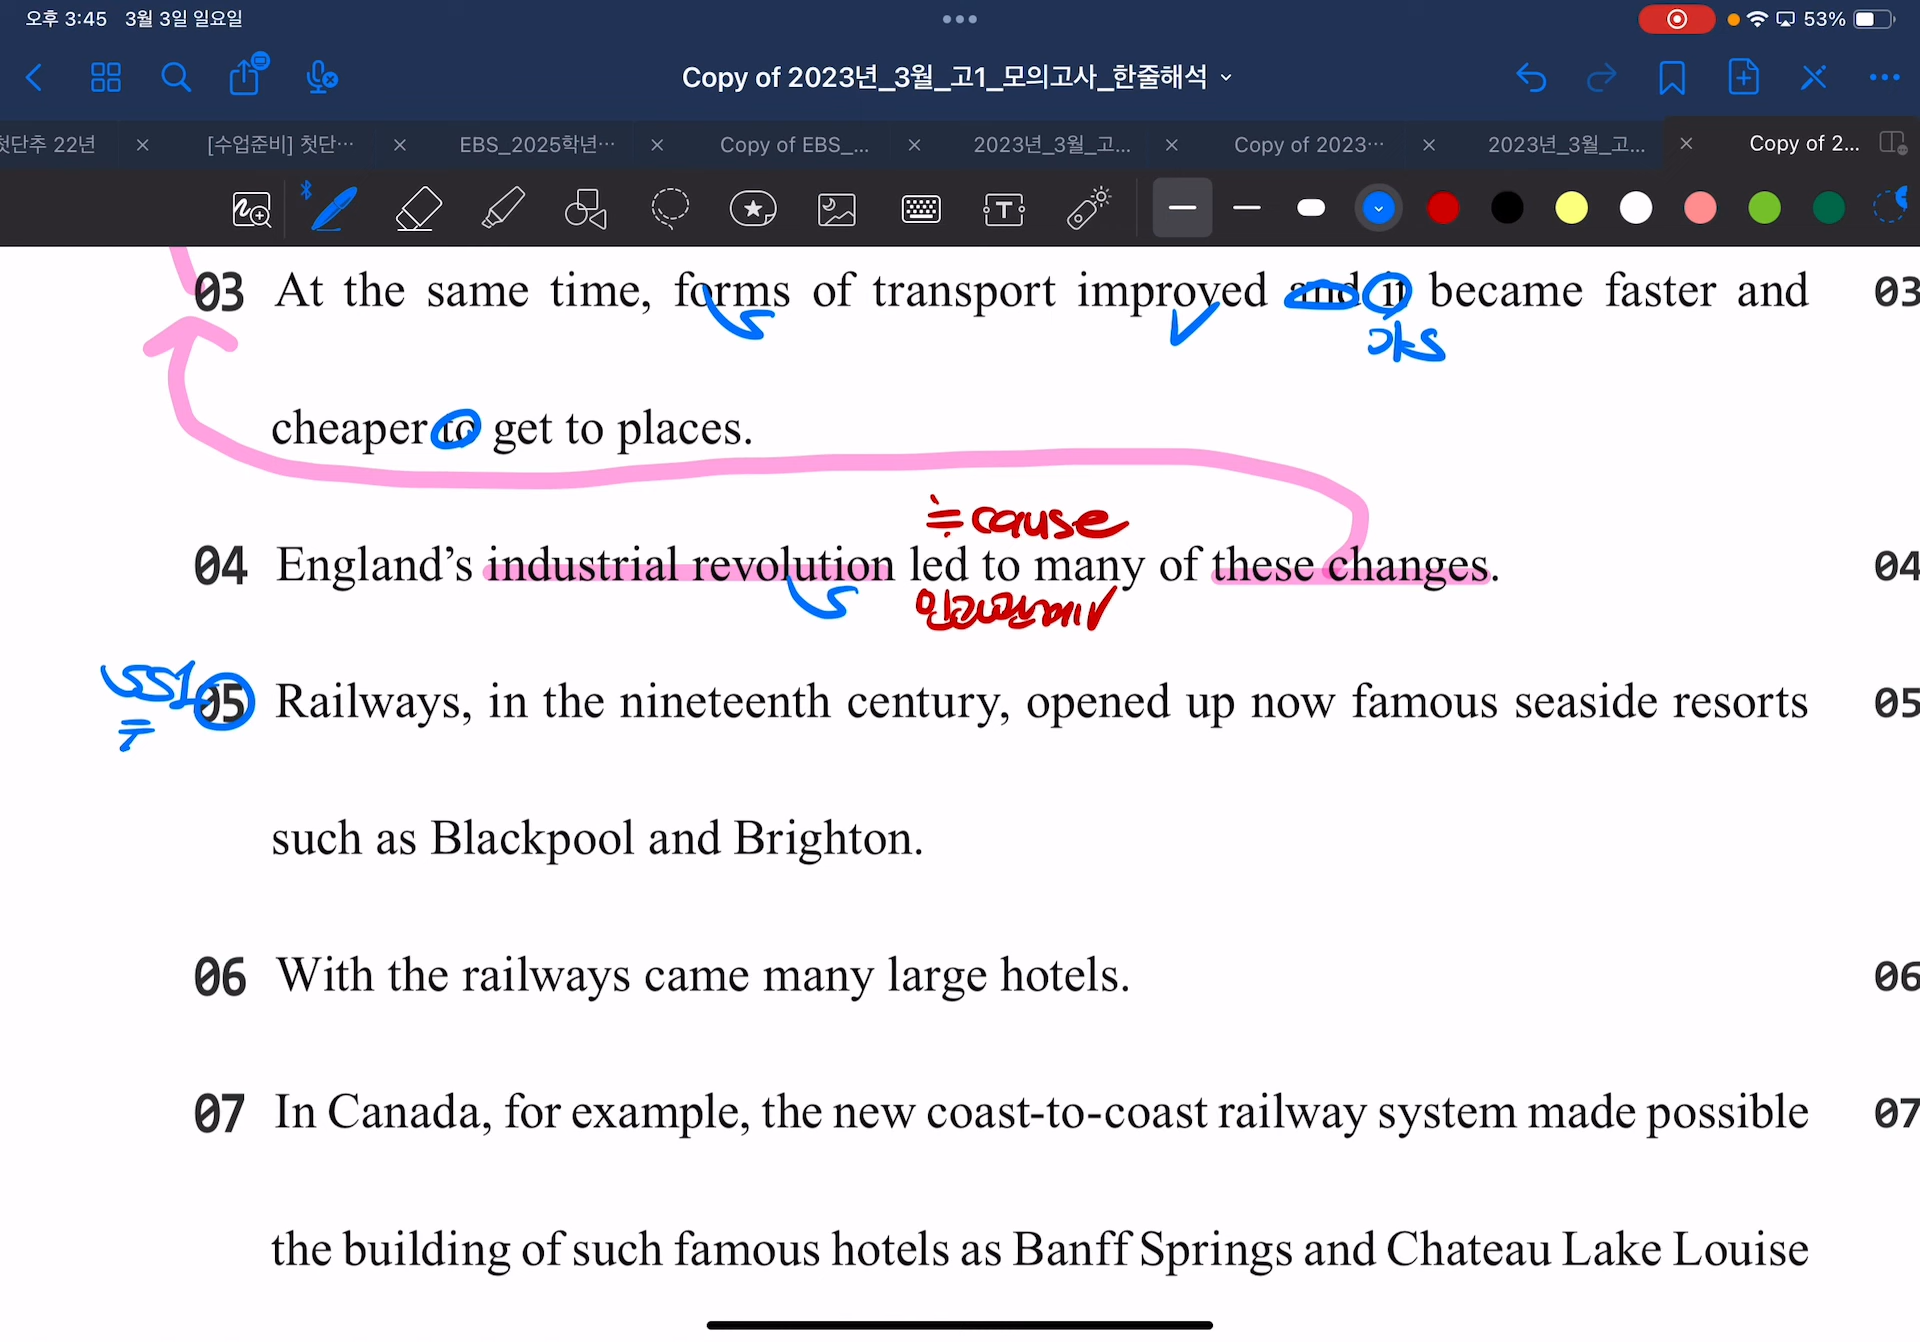 오후 3:45 3월 3일 일요일
53%
Copy of 2023년_3월_고1_모의고사_한줄해석
첫단추 22년
[수업준비] 첫단…
EBS_2025학년…
Copy of EBS_...
2023년_3월_고...
Copy of 2023…
2023년_3월_고...
Copy of 2...
03 At the same time, forms of transport improved and it became faster and 03
S V 가S
cheaper to get to places.
≒ cause
04 England's industrial revolution led to many of these changes. 04
S 인과관계 V
05 Railways, in the nineteenth century, opened up now famous seaside resorts 05
such as Blackpool and Brighton.
06 With the railways came many large hotels. 06
07 In Canada, for example, the new coast-to-coast railway system made possible 07
the building of such famous hotels as Banff Springs and Chateau Lake Louise